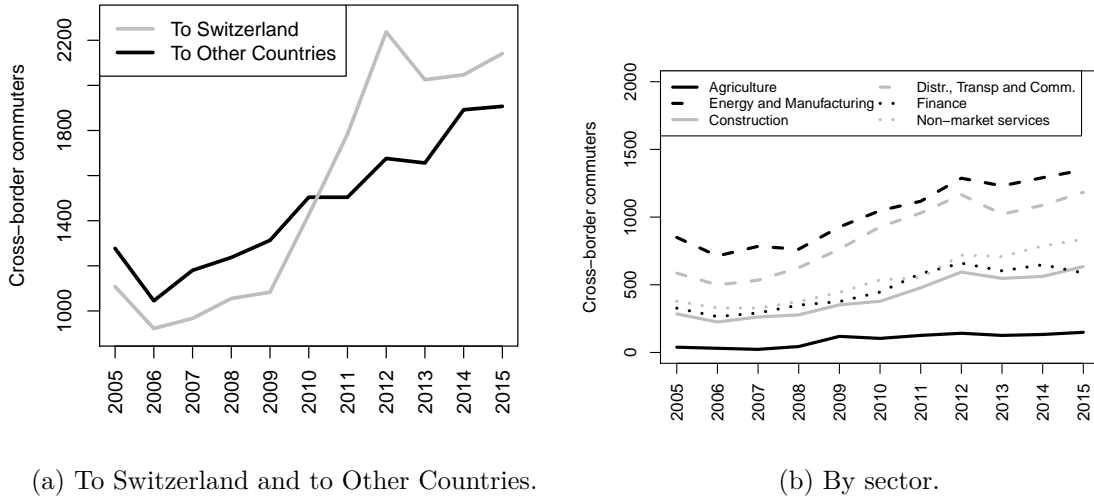 To Switzerland
To Other Countries
Cross−border commuters
1000
1400
1800
2200
2005
2006
2007
2008
2009
2010
2011
2012
2013
2014
2015
(a) To Switzerland and to Other Countries.
Agriculture
Energy and Manufacturing
Construction
Distr., Transp and Comm.
Finance
Non−market services
Cross−border commuters
0
500
1000
1500
2000
2005
2006
2007
2008
2009
2010
2011
2012
2013
2014
2015
(b) By sector.